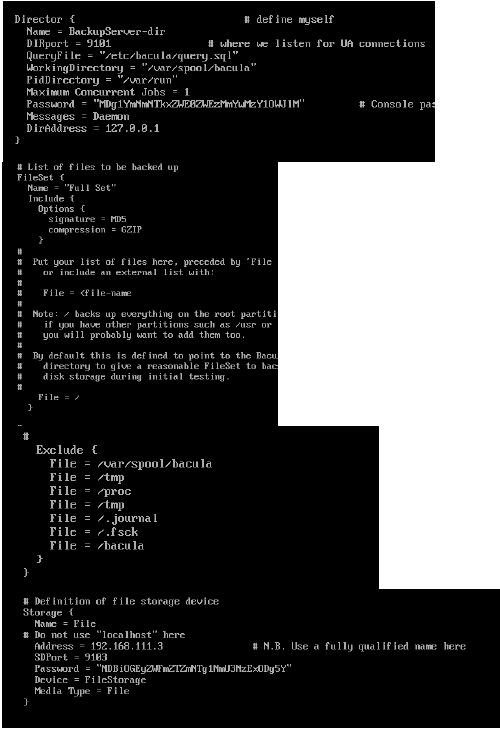 Director {                                # define myself
  Name = BackupServer-dir
  DIRport = 9101                # where we listen for UA connections
  QueryFile = "/etc/bacula/query.sql"
  WorkingDirectory = "/var/spool/bacula"
  PidDirectory = "/var/run"
  Maximum Concurrent Jobs = 1
  Password =          # Console pas
  Messages = Daemon
  DirAddress = 127.0.0.1
}
# List of files to be backed up
FileSet {
  Name = "Full Set"
  Include {
    Options {
      signature = MD5
      compression = GZIP
    }
#
#  Put your list of files here, preceded by 'File
#    or include an external list with:
#
#    File = <file-name
#
#  Note: / backs up everything on the root partiti
#    if you have other partitions such as /usr or
#    you will probably want to add them too.
#
#  By default this is defined to point to the Bacu
#    directory to give a reasonable FileSet to bac
#    disk storage during initial testing.
#
    File = /
  }
#
  Exclude {
    File = /var/spool/bacula
    File = /tmp
    File = /proc
    File = /tmp
    File = /.journal
    File = /.fsck
    File = /bacula
  }
}
# Definition of file storage device
Storage {
  Name = File
# Do not use "localhost" here
  Address = 192.168.111.3                # N.B. Use a fully qualified name here
  SDPort = 9103
  Password =
  Device = FileStorage
  Media Type = File
}